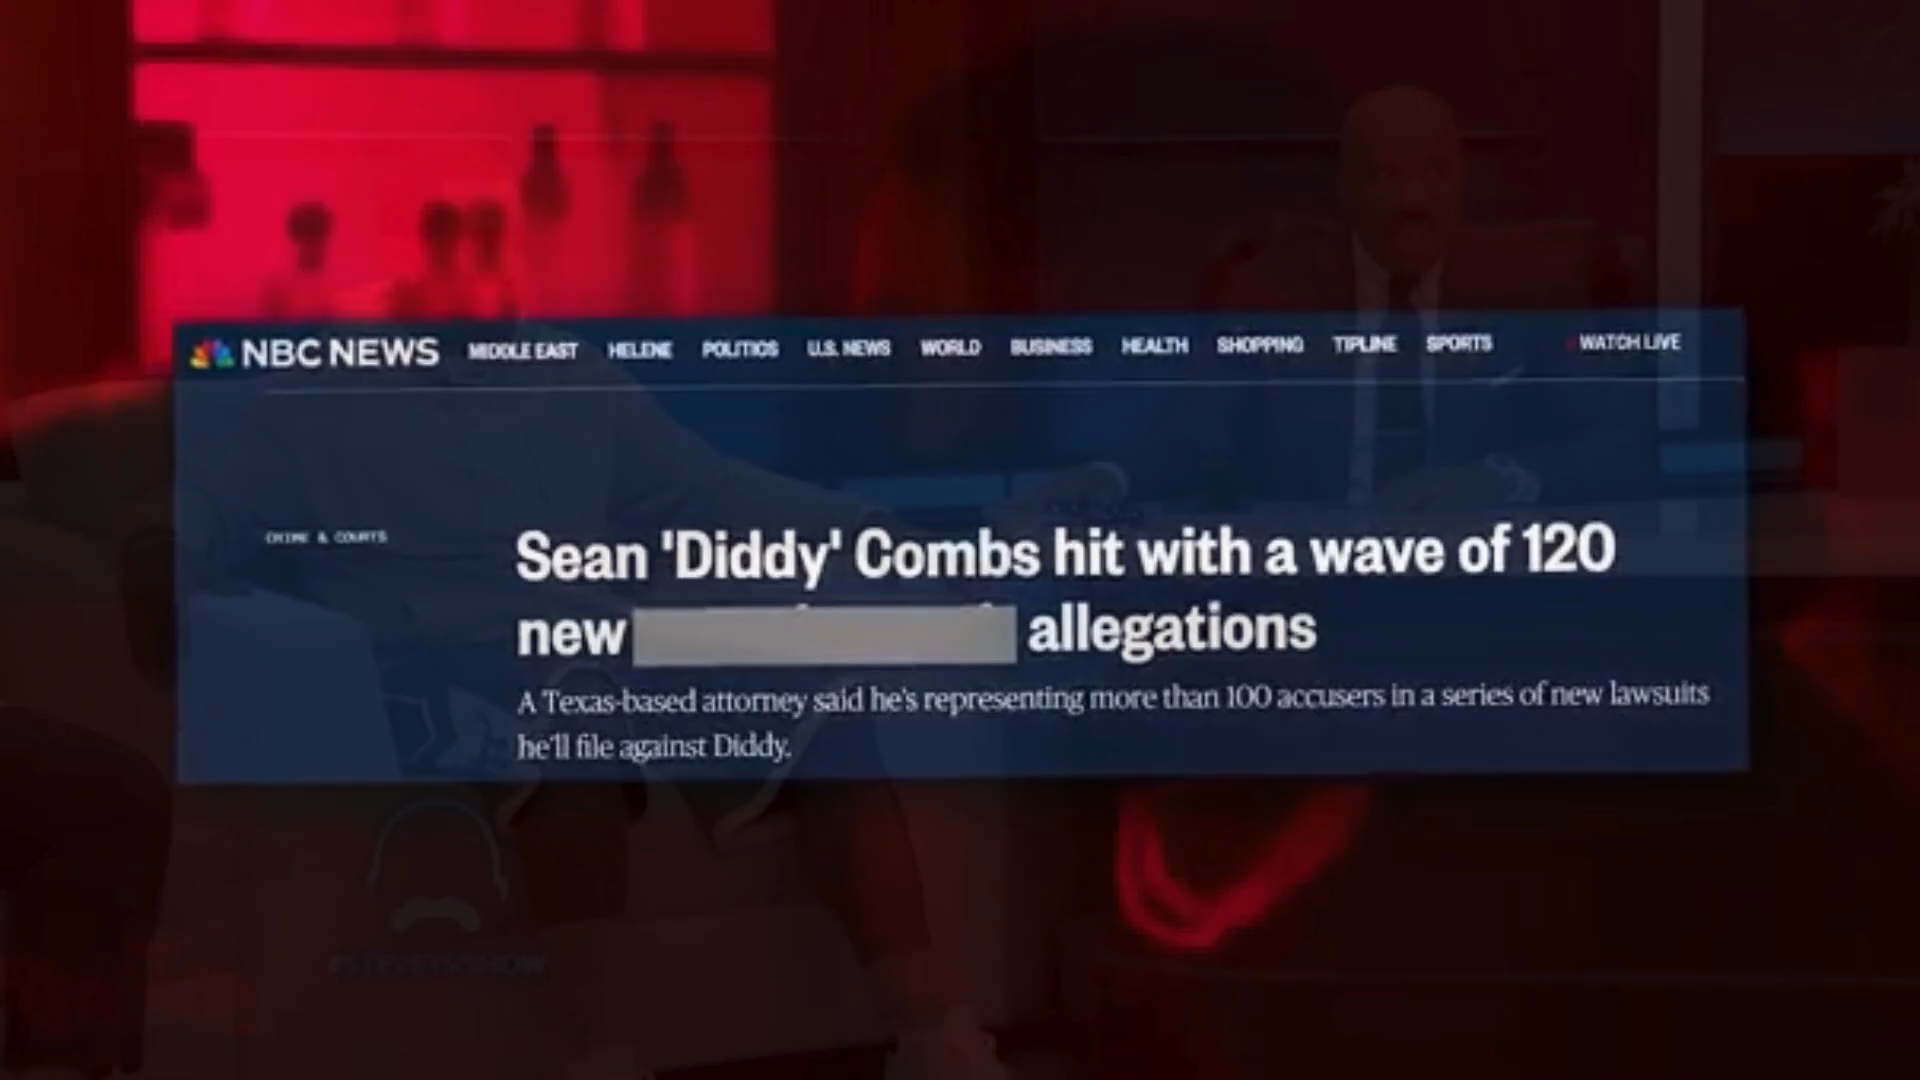 NBC NEWS MIDDLE EAST HELENE POLITICS U.S. NEWS WORLD BUSINESS HEALTH SHOPPING TIPLINE SPORTS WATCH LIVE
CRIME & COURTS
Sean 'Diddy' Combs hit with a wave of 120
new allegations
A Texas-based attorney said he's representing more than 100 accusers in a series of new lawsuits
he'll file against Diddy.
#STEVETVSHOW